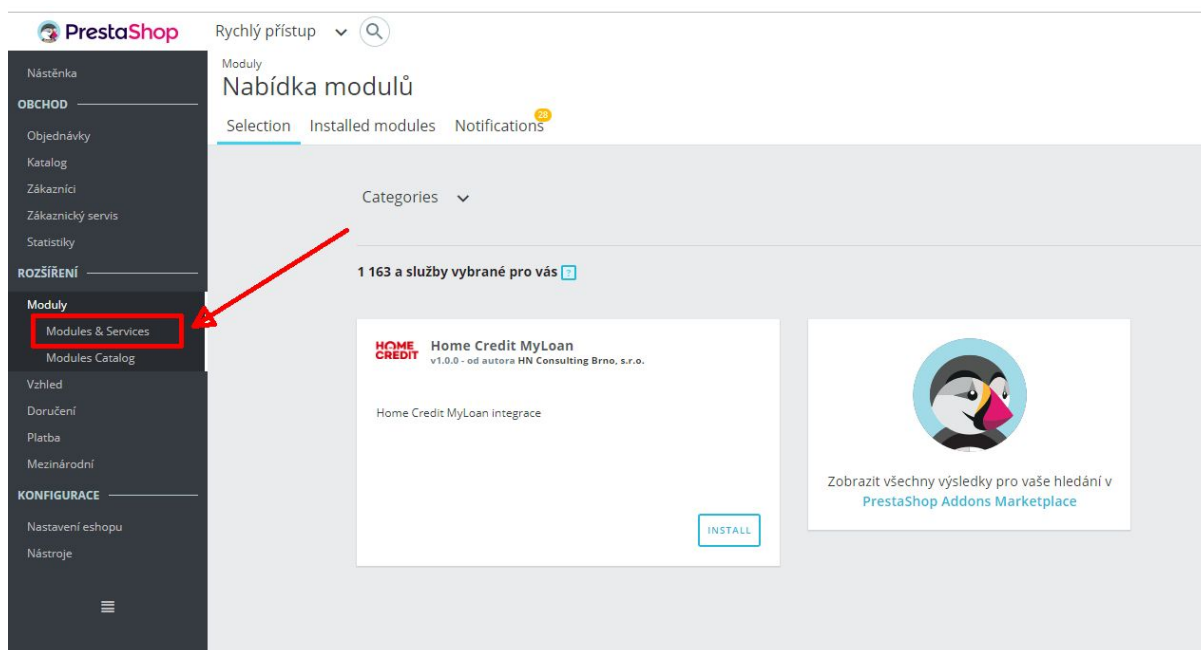 PrestaShop
Rychlý přístup
Nástěnka
OBCHOD
Objednávky
Katalog
Zákazníci
Zákaznický servis
Statistiky
ROZŠÍŘENÍ
Moduly
Modules & Services
Modules Catalog
Vzhled
Doručení
Platba
Mezinárodní
KONFIGURACE
Nastavení eshopu
Nástroje
Moduly
Nabídka modulů
Selection Installed modules Notifications 28
Categories
1 163 a služby vybrané pro vás ?
HOME
CREDIT
Home Credit MyLoan
v1.0.0 - od autora HN Consulting Brno, s.r.o.
Home Credit MyLoan integrace
INSTALL
Zobrazit všechny výsledky pro vaše hledání v
PrestaShop Addons Marketplace